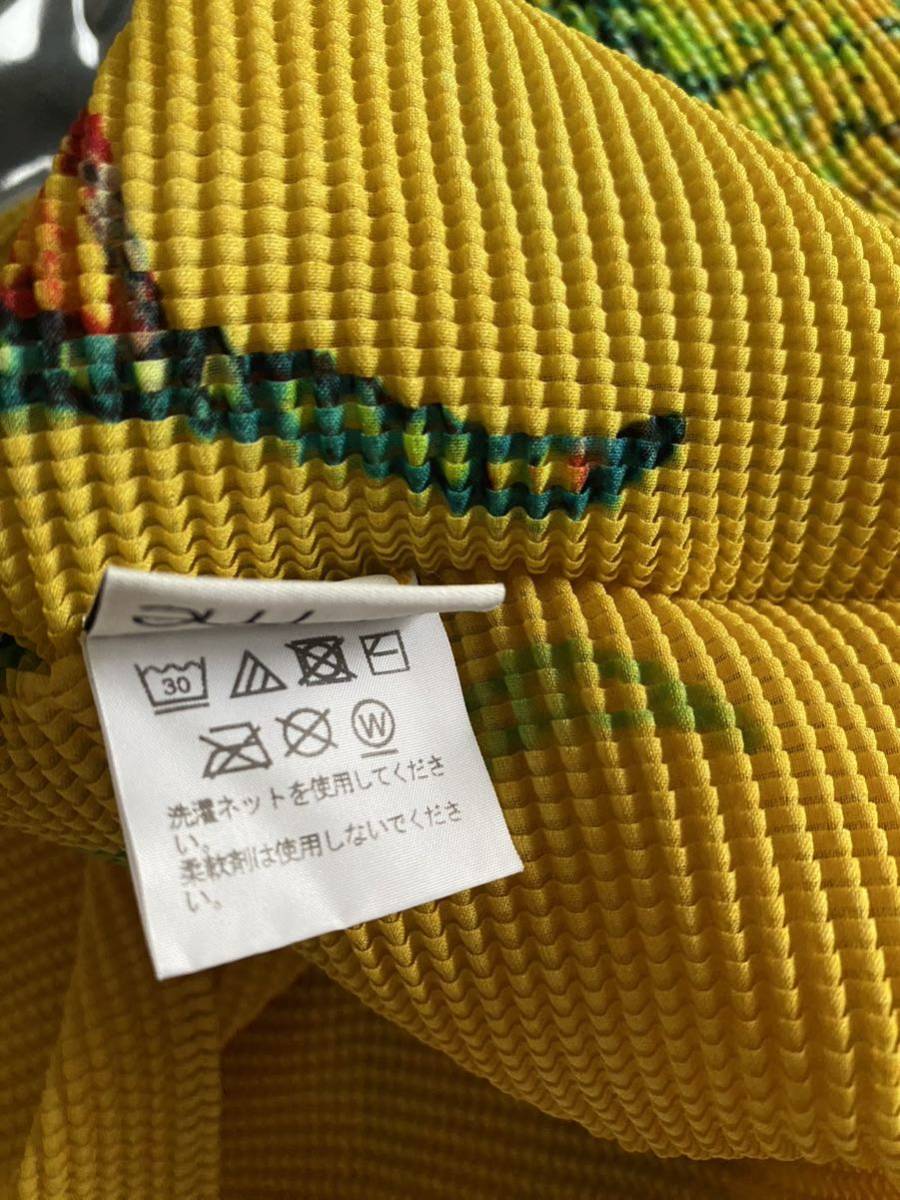 30
W
洗濯ネットを使用してくださ
い。
柔軟剤は使用しないでくださ
い。